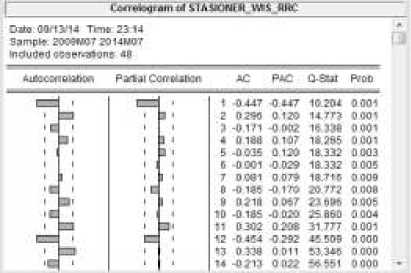 Correlogram of STASIONER_WIS_RRC
Date: 09/13/14 Time: 23:14
Sample: 2009M07 2014M07
Included observations: 48
Autocorrelation Partial Correlation AC PAC Q-Stat Prob
1 -0.447 -0.447 10.204 0.001
2 0.296 0.120 14.773 0.001
3 -0.171 -0.002 16.338 0.001
4 0.188 0.107 18.265 0.001
5 -0.035 0.120 18.332 0.003
6 -0.001 -0.029 18.332 0.005
7 0.081 0.079 18.716 0.009
8 -0.185 -0.170 20.772 0.008
9 0.218 0.067 23.696 0.005
10 -0.185 -0.020 25.860 0.004
11 0.302 0.208 31.777 0.001
12 -0.454 -0.292 45.509 0.000
13 0.338 0.011 53.346 0.000
14 -0.213 0.022 56.551 0.000